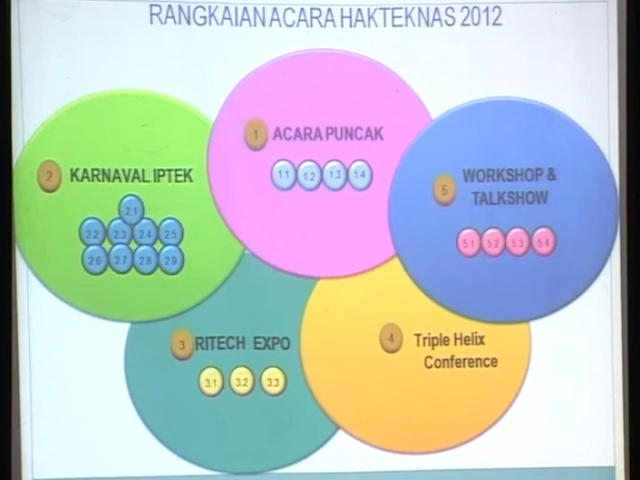 RANGKAIAN ACARA HAKTEKNAS 2012
1 ACARA PUNCAK
1.1 1.2 1.3 1.4
2 KARNAVAL IPTEK
2.1
2.2 2.3 2.4 2.5
2.6 2.7 2.8 2.9
5 WORKSHOP &
TALKSHOW
5.1 5.2 5.3 5.4
3 RITECH EXPO
3.1 3.2 3.3
4 Triple Helix
Conference